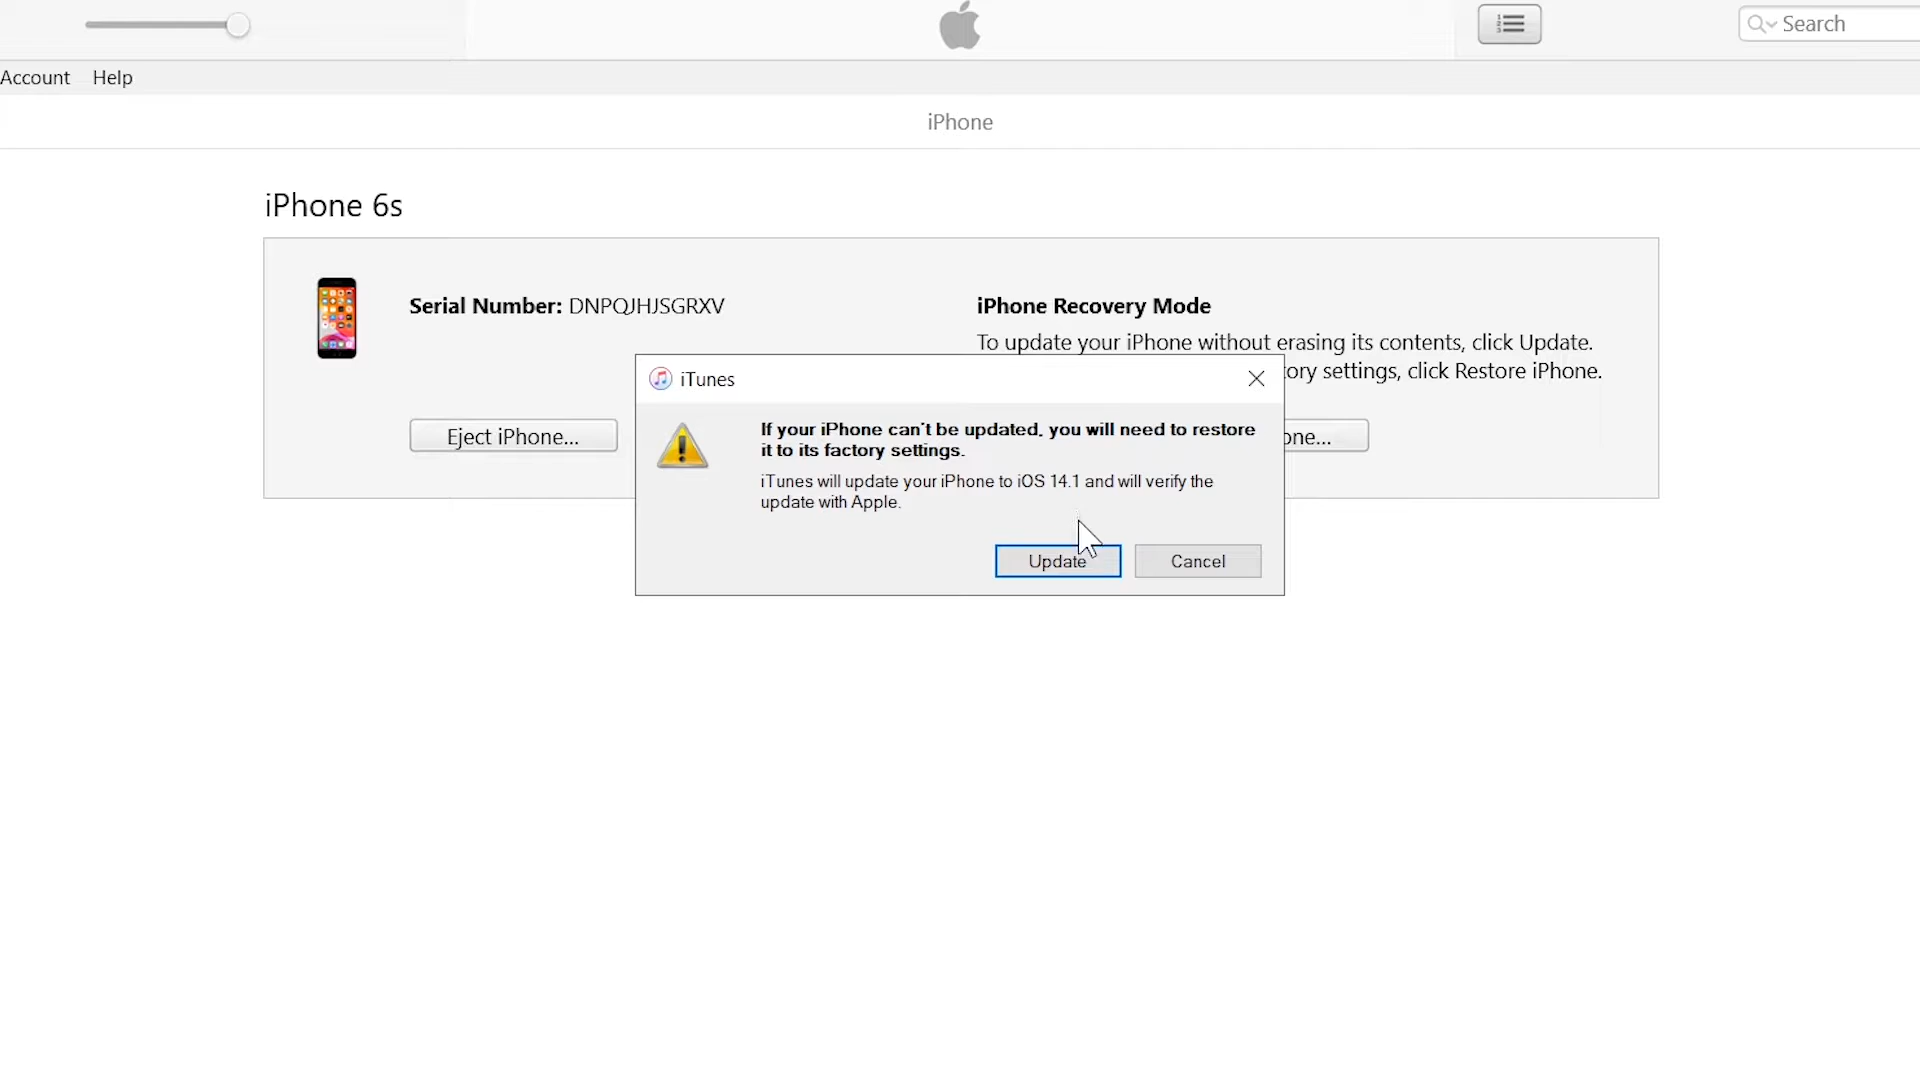 Search
Account Help
iPhone
iPhone 6s
Serial Number: DNPQJHJSGRXV
iPhone Recovery Mode
To update your iPhone without erasing its contents, click Update.
ory settings, click Restore iPhone.
Eject iPhone...
one...
iTunes
If your iPhone can't be updated, you will need to restore
it to its factory settings.
iTunes will update your iPhone to iOS 14.1 and will verify the
update with Apple.
Update
Cancel